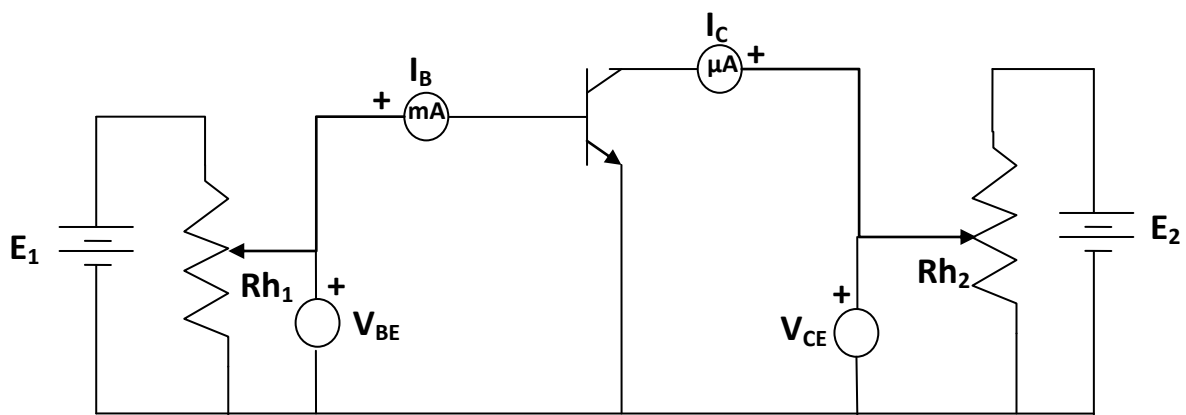 I_C
μA +
I_B
+ mA
E₁
Rh₁
+
V_BE
+
V_CE
Rh₂
E₂